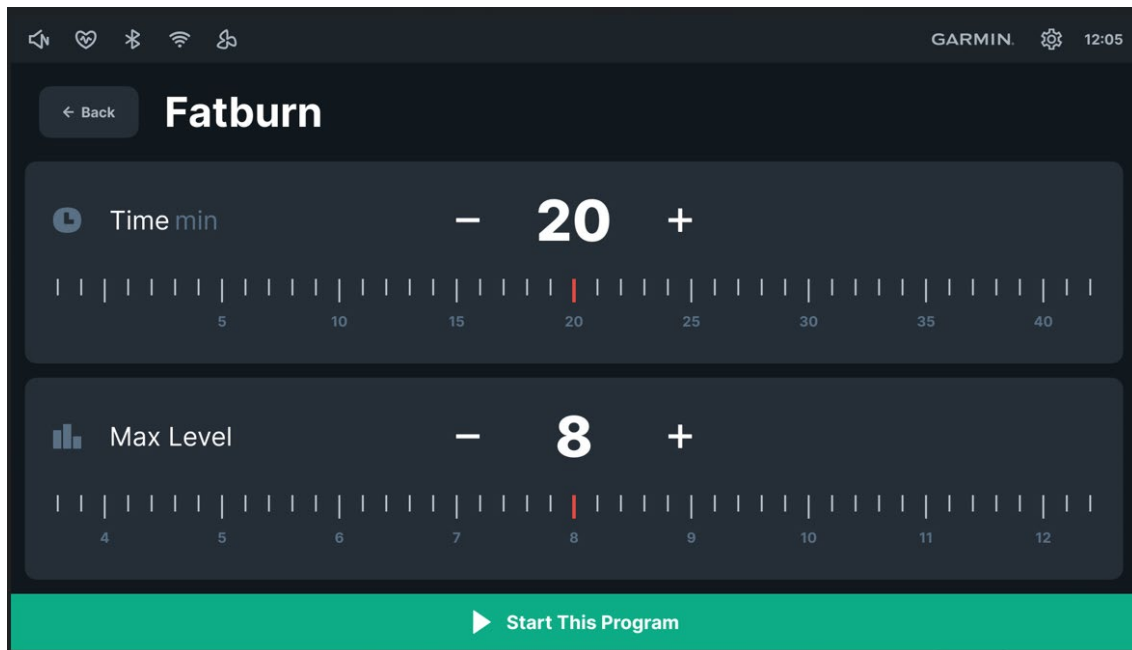 GARMIN.
12:05
← Back
Fatburn
Time min
− 20 +
5 10 15 20 25 30 35 40
Max Level
− 8 +
4 5 6 7 8 9 10 11 12
Start This Program